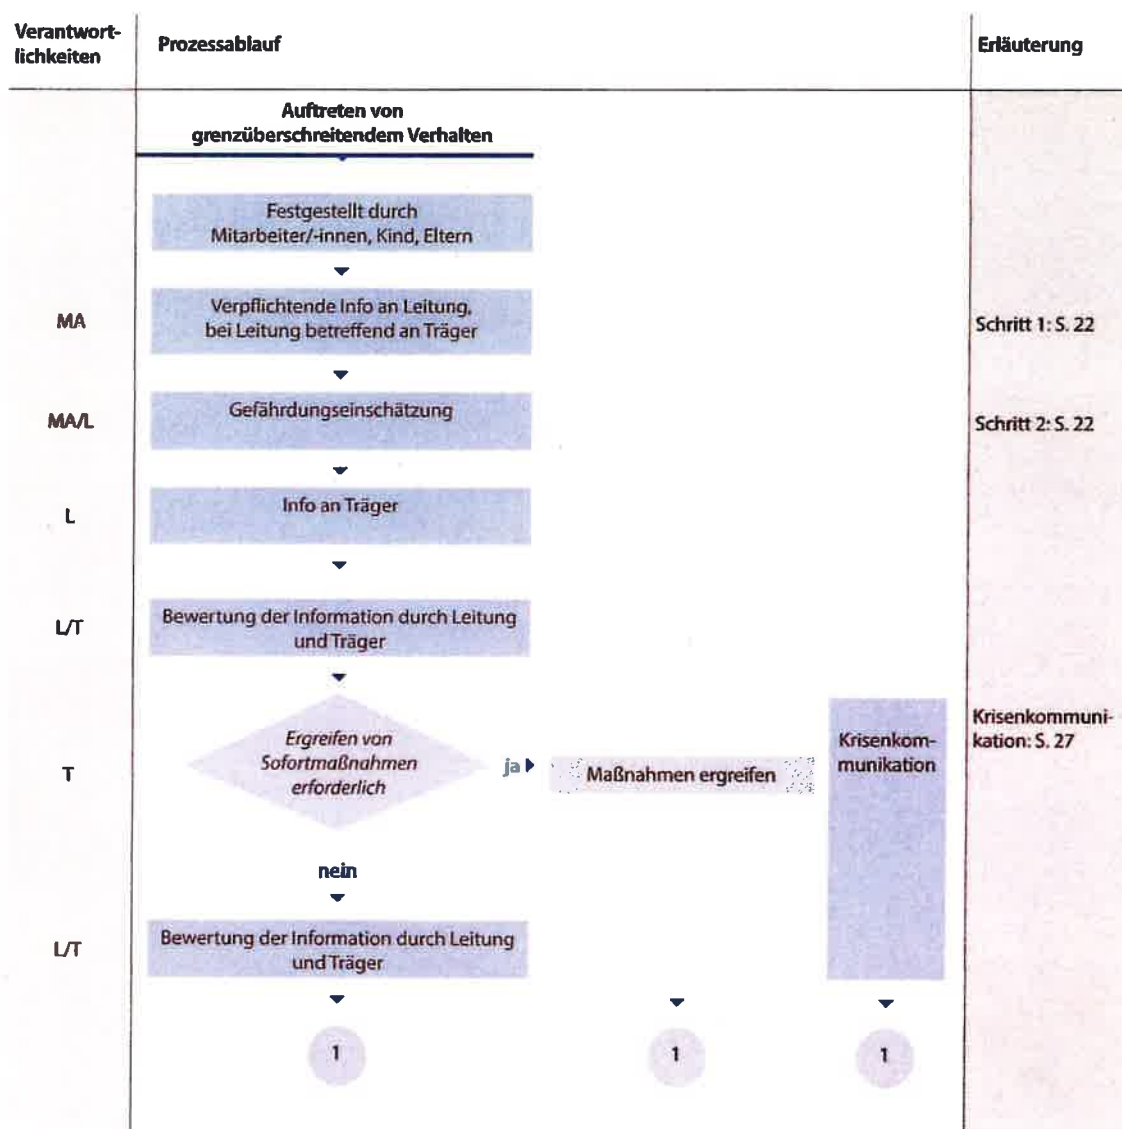 Verantwort-
lichkeiten
Prozessablauf
Erläuterung
Auftreten von
grenzüberschreitendem Verhalten
Festgestellt durch
Mitarbeiter/-innen, Kind, Eltern
MA
Verpflichtende Info an Leitung,
bei Leitung betreffend an Träger
Schritt 1: S. 22
MA/L
Gefährdungseinschätzung
Schritt 2: S. 22
L
Info an Träger
L/T
Bewertung der Information durch Leitung
und Träger
T
Ergreifen von
Sofortmaßnahmen
erforderlich
ja
Maßnahmen ergreifen
Krisenkom-
munikation
Krisenkommuni-
kation: S. 27
nein
L/T
Bewertung der Information durch Leitung
und Träger
1
1
1